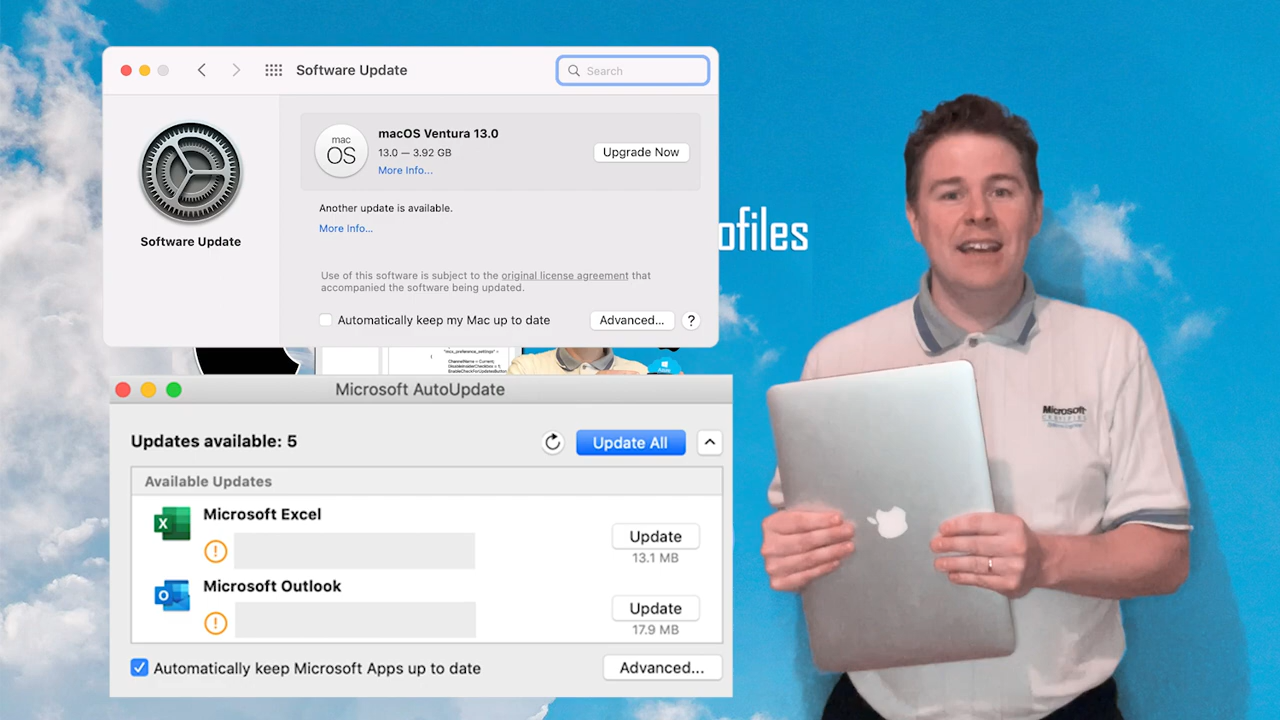 Software Update
Search
mac
OS
macOS Ventura 13.0
13.0 — 3.92 GB
More Info...
Upgrade Now
Software Update
Another update is available.
More Info...
Use of this software is subject to the original license agreement that
accompanied the software being updated.
Automatically keep my Mac up to date
Advanced...
?
ofiles
ChannelName = Current;
Microsoft AutoUpdate
Updates available: 5
Update All
Available Updates
X
Microsoft Excel
!
Update
13.1 MB
O
Microsoft Outlook
!
Update
17.9 MB
Automatically keep Microsoft Apps up to date
Advanced...
Microsoft